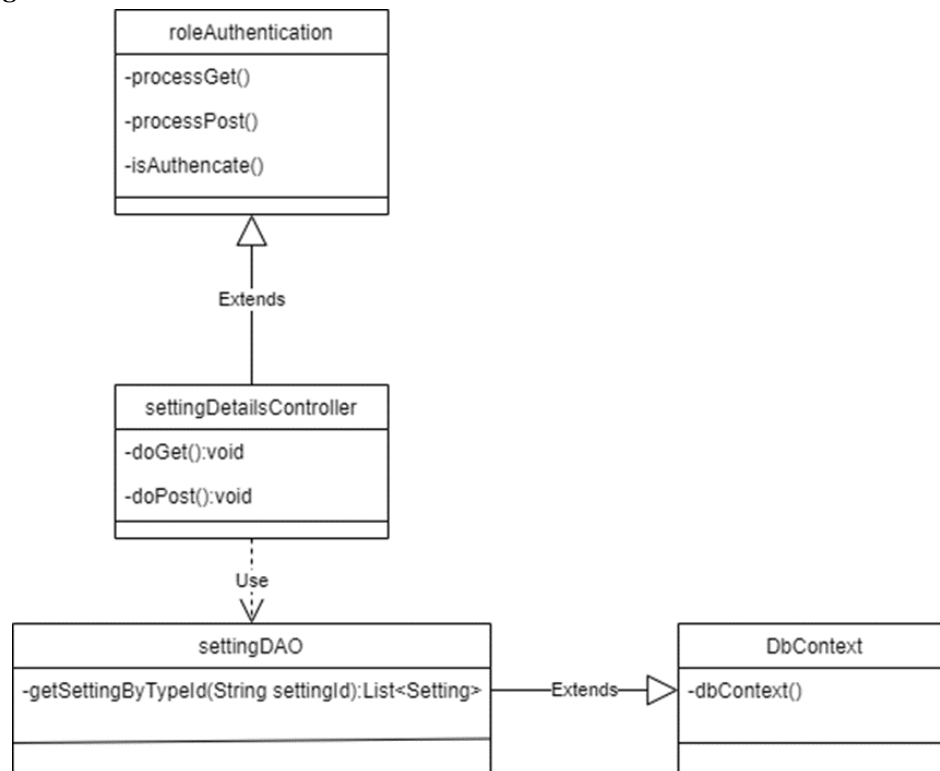 roleAuthentication
-processGet()
-processPost()
-isAuthencate()
Extends
settingDetailsController
-doGet():void
-doPost():void
Use
settingDAO
-getSettingByTypeId(String settingId):List<Setting>
Extends
DbContext
-dbContext()